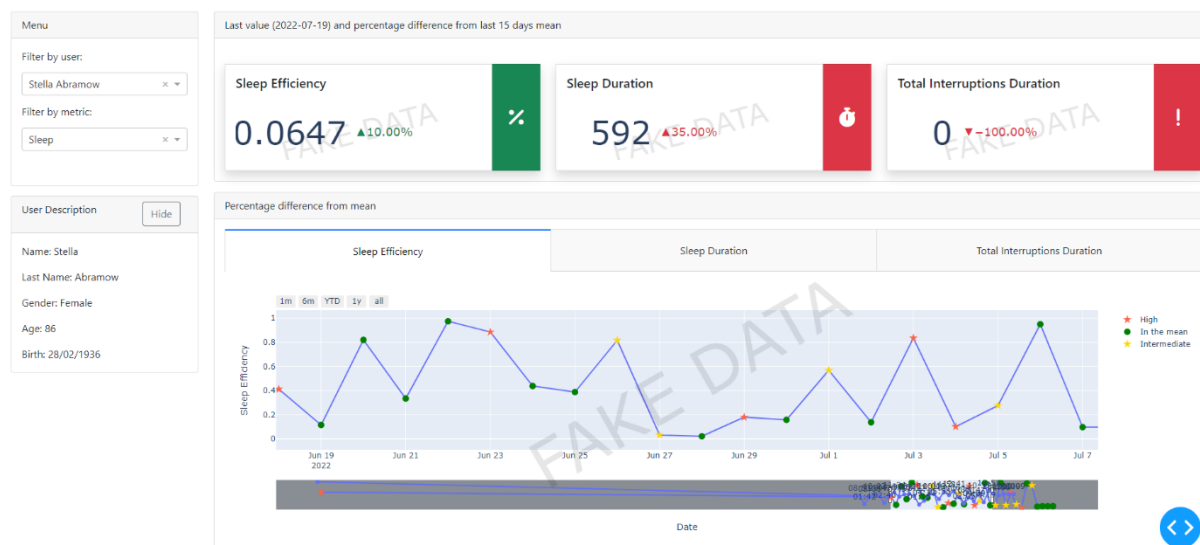 Menu
Filter by user:
Stella Abramow
Filter by metric:
Sleep
User Description
Hide
Name: Stella
Last Name: Abramow
Gender: Female
Age: 86
Birth: 28/02/1936
Last value (2022-07-19) and percentage difference from last 15 days mean
Sleep Efficiency
0.0647 ▲10.00%
%
FAKE DATA
Sleep Duration
592 ▲35.00%
FAKE DATA
Total Interruptions Duration
0 ▼−100.00%
!
FAKE DATA
Percentage difference from mean
Sleep Efficiency
Sleep Duration
Total Interruptions Duration
1m 6m YTD 1y all
High
In the mean
Intermediate
Sleep Efficiency
1
0.8
0.6
0.4
0.2
0
FAKE DATA
Jun 19 Jun 21 Jun 23 Jun 25 Jun 27 Jun 29 Jul 1 Jul 3 Jul 5 Jul 7
2022
Date